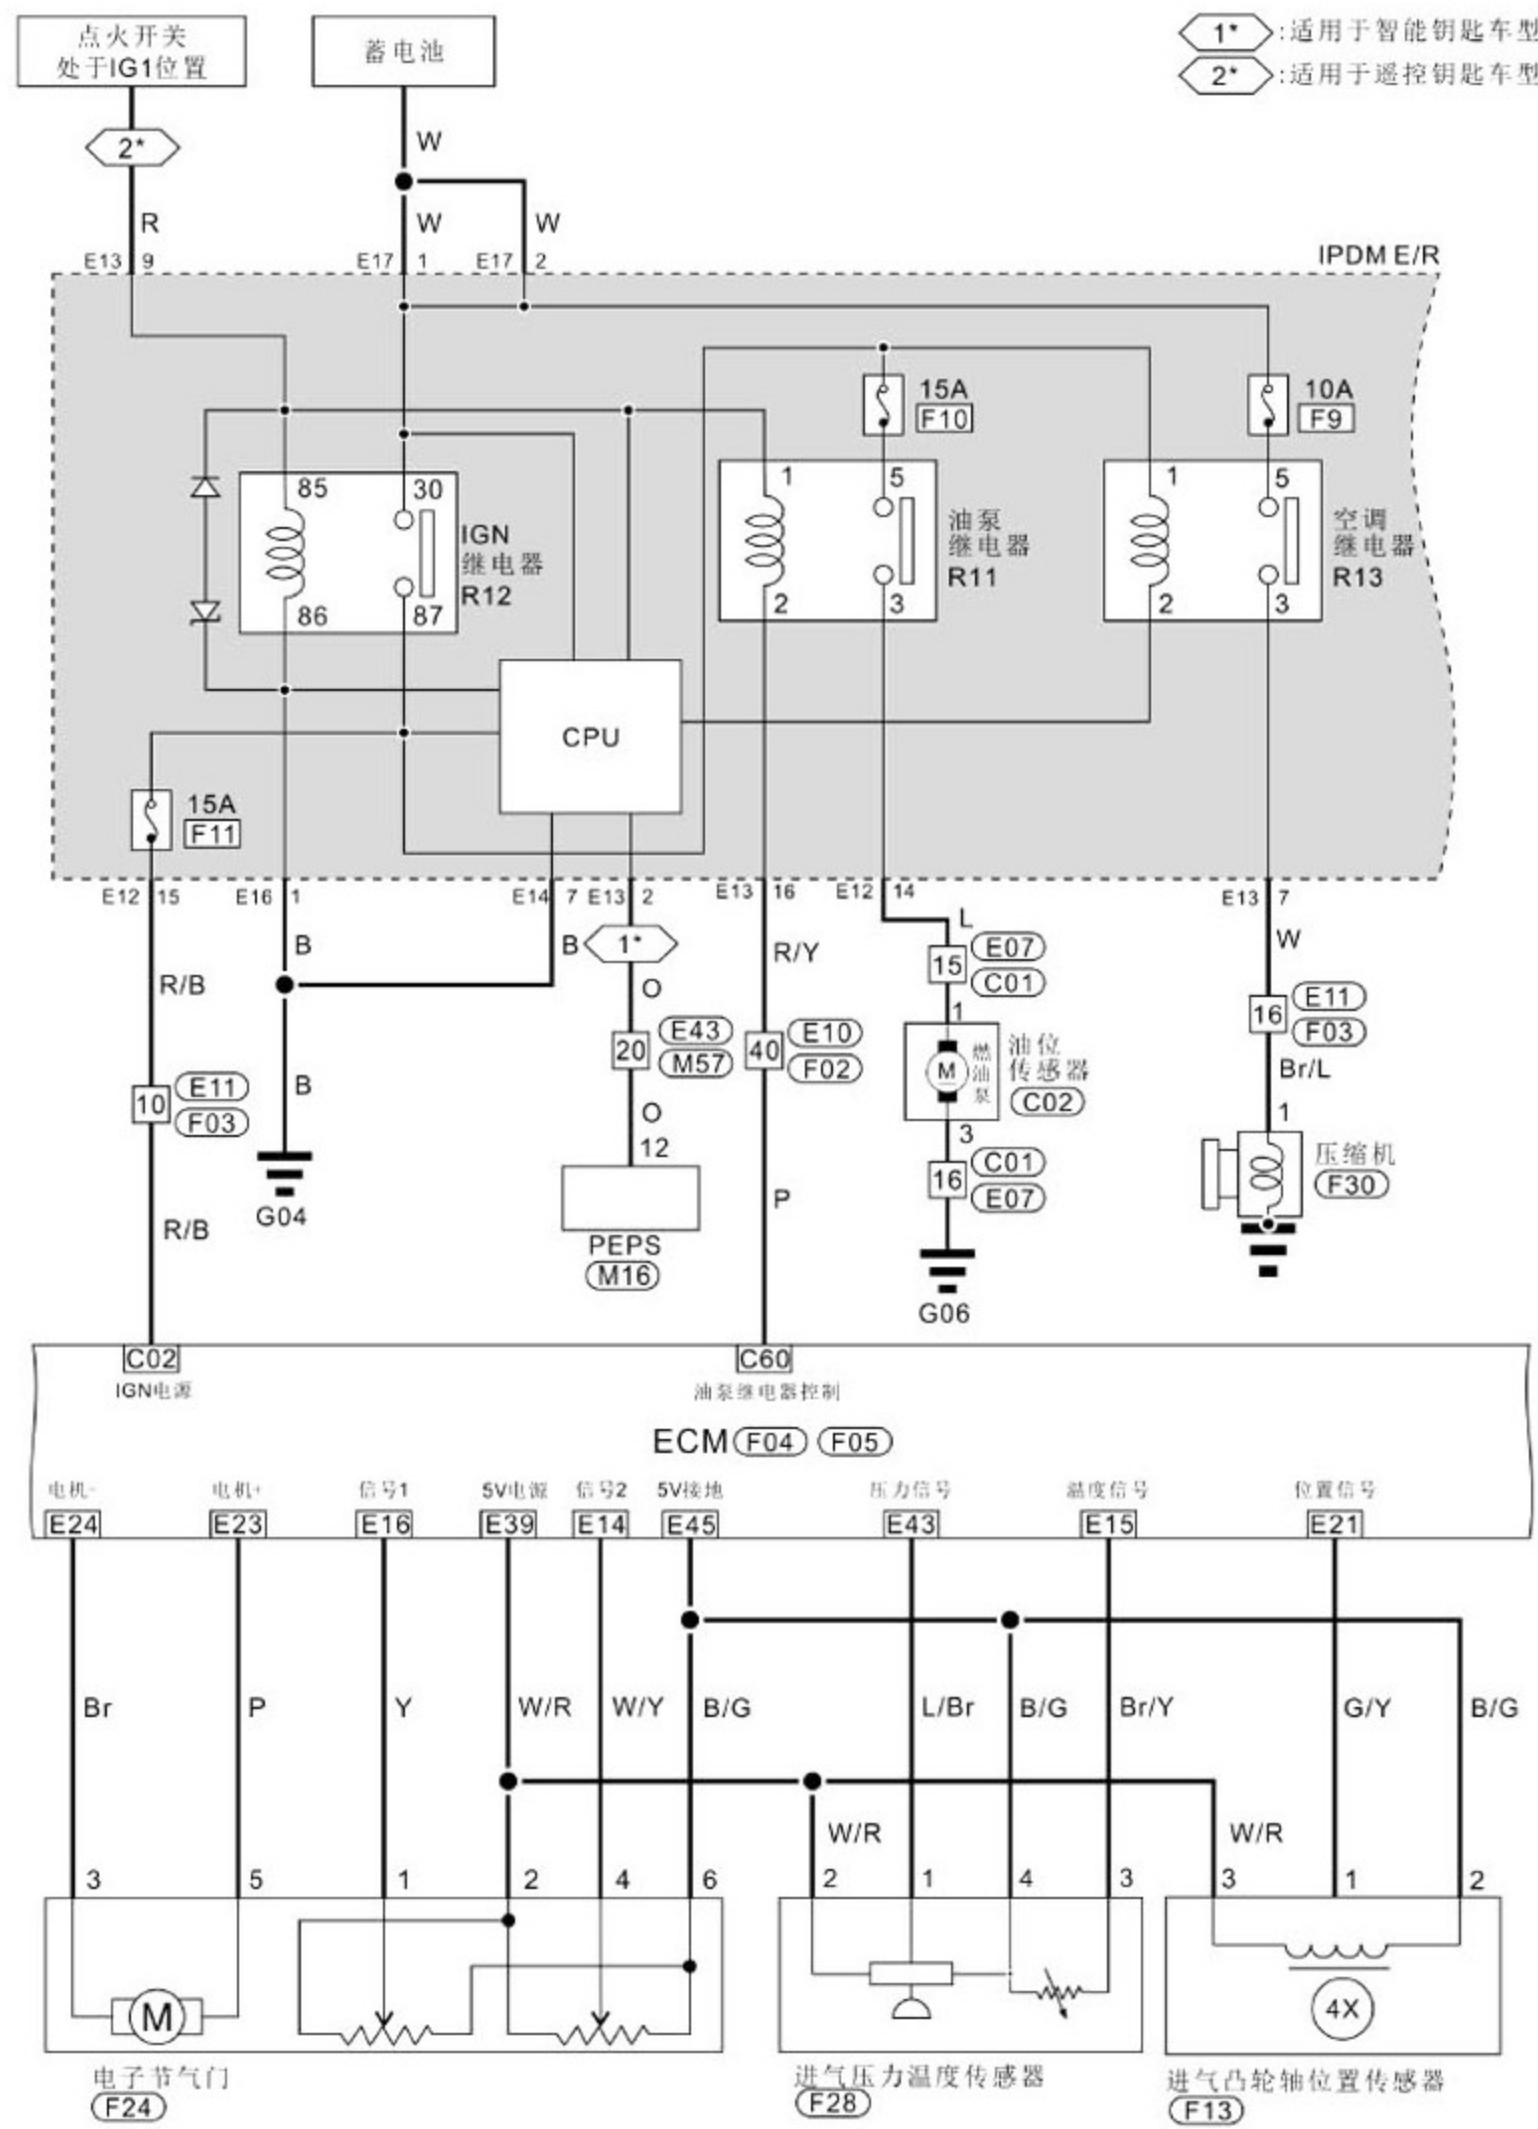 点火开关
处于IG1位置
蓄电池
1* :适用于智能钥匙车型
2* :适用于遥控钥匙车型
2*
W
R
W
W
E13 9
E17 1
E17 2
IPDM E/R
15A
F10
10A
F9
85
30
IGN
继电器
R12
86
87
1
5
油泵
继电器
R11
2
3
1
5
空调
继电器
R13
2
3
CPU
15A
F11
E12 15
E16 1
E14 7
E13 2
E13 16
E12 14
E13 7
B
B
1*
R/Y
L
W
R/B
O
15
E07
C01
16
E11
F03
20
E43
M57
40
E10
F02
1
M
燃油泵
油位
传感器
C02
Br/L
10
E11
F03
B
O
12
3
1
压缩机
F30
16
C01
E07
P
R/B
G04
PEPS
M16
G06
C02
IGN电源
C60
油泵继电器控制
ECM F04 F05
电机-
电机+
信号1
5V电源
信号2
5V接地
压力信号
温度信号
位置信号
E24
E23
E16
E39
E14
E45
E43
E15
E21
Br
P
Y
W/R
W/Y
B/G
L/Br
B/G
Br/Y
G/Y
B/G
W/R
W/R
3
5
1
2
4
6
2
1
4
3
3
1
2
M
4X
电子节气门
F24
进气压力温度传感器
F28
进气凸轮轴位置传感器
F13